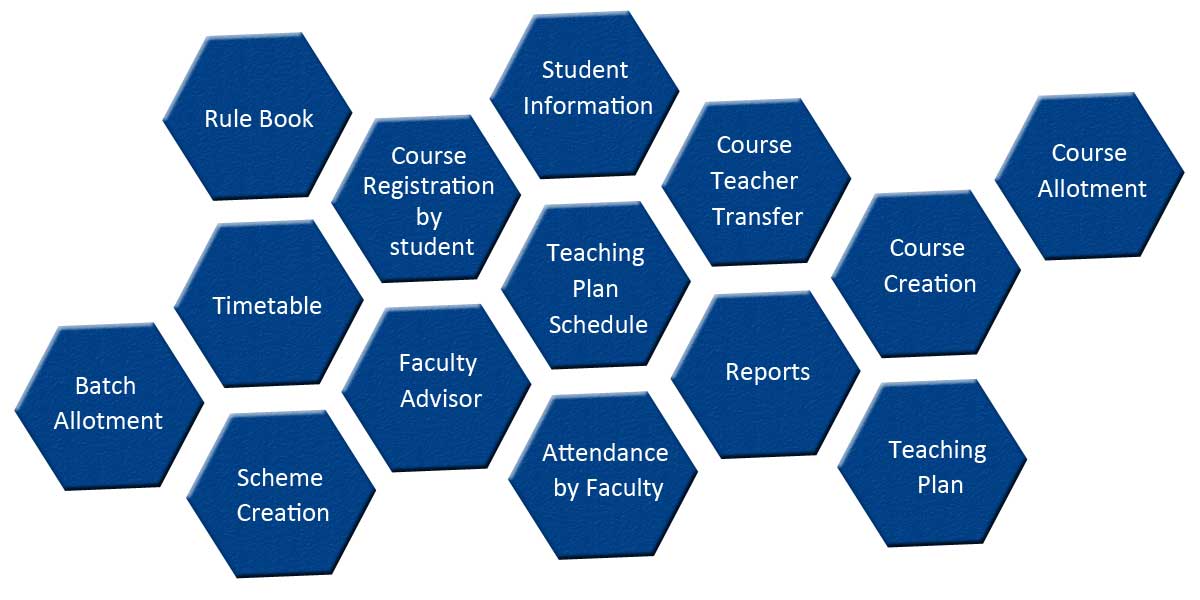 Rule Book
Student
Information
Course
Registration
by
student
Course
Teacher
Transfer
Course
Allotment
Timetable
Teaching
Plan
Schedule
Course
Creation
Batch
Allotment
Faculty
Advisor
Reports
Scheme
Creation
Attendance
by Faculty
Teaching
Plan